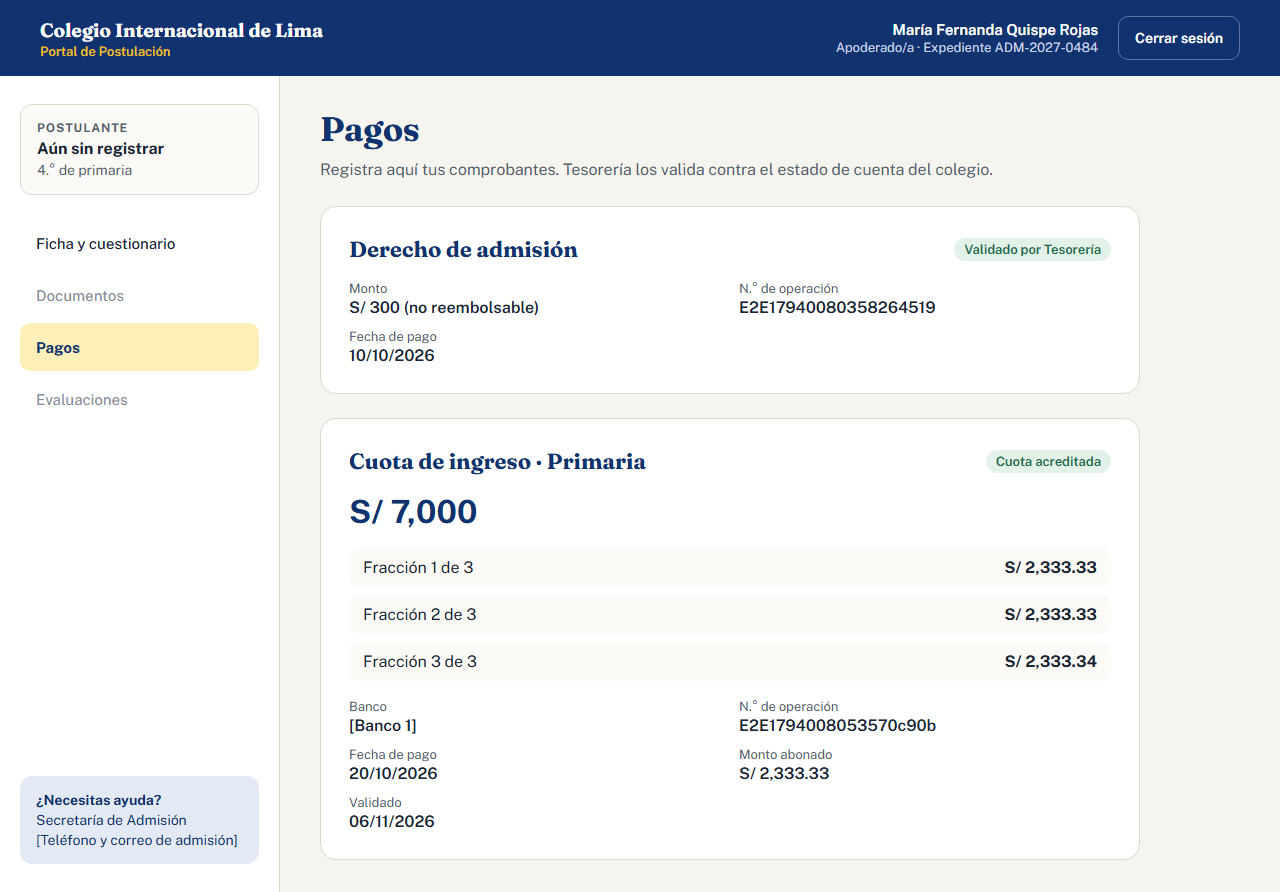 Colegio Internacional de Lima
Portal de Postulación
María Fernanda Quispe Rojas
Apoderado/a · Expediente ADM-2027-0484
Cerrar sesión
POSTULANTE
Aún sin registrar
4.° de primaria
Ficha y cuestionario
Documentos
Pagos
Evaluaciones
¿Necesitas ayuda?
Secretaría de Admisión
[Teléfono y correo de admisión]
Pagos
Registra aquí tus comprobantes. Tesorería los valida contra el estado de cuenta del colegio.
Derecho de admisión
Validado por Tesorería
Monto
S/ 300 (no reembolsable)
N.° de operación
E2E17940080358264519
Fecha de pago
10/10/2026
Cuota de ingreso · Primaria
Cuota acreditada
S/ 7,000
Fracción 1 de 3 S/ 2,333.33
Fracción 2 de 3 S/ 2,333.33
Fracción 3 de 3 S/ 2,333.34
Banco
[Banco 1]
N.° de operación
E2E1794008053570c90b
Fecha de pago
20/10/2026
Monto abonado
S/ 2,333.33
Validado
06/11/2026